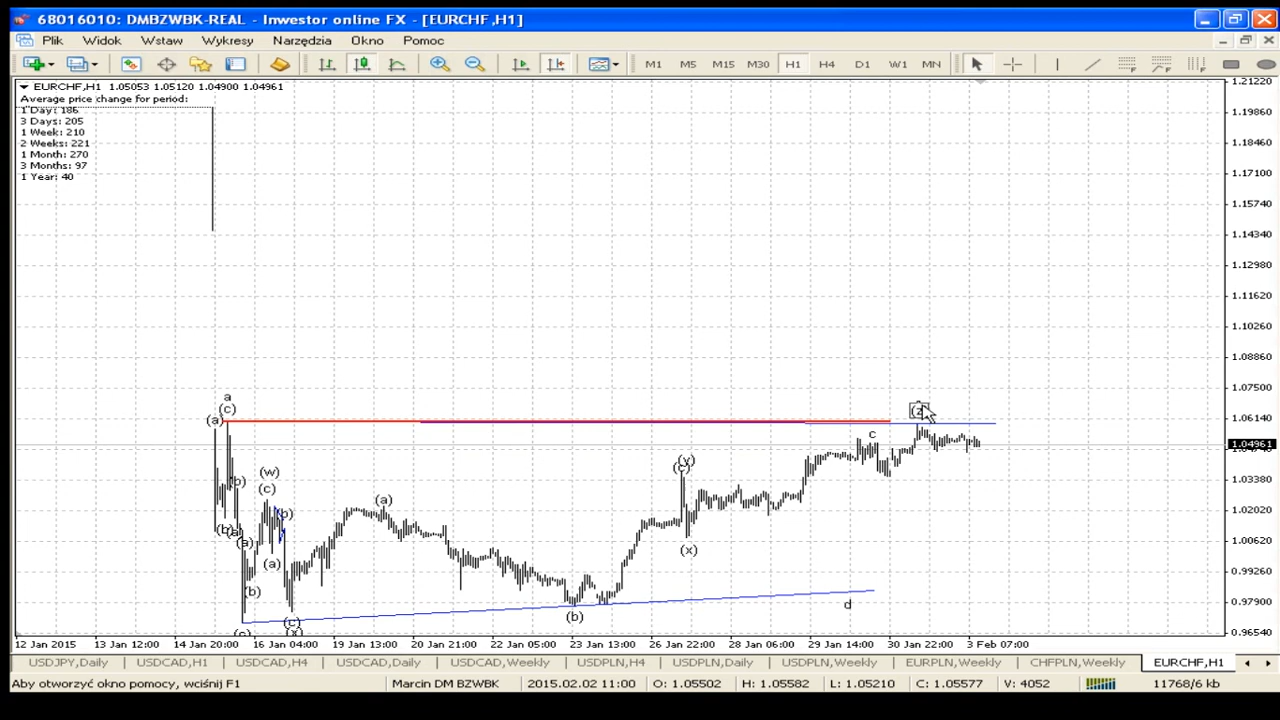 68016010: DMBZWBK-REAL - Inwestor online FX - [EURCHF,H1]
Plik Widok Wstaw Wykresy Narzędzia Okno Pomoc
M1 M5 M15 M30 H1 H4 D1 W1 MN
EURCHF,H1 1.05053 1.05120 1.04900 1.04961
Average price change for period:
1 Day: 186
3 Days: 205
1 Week: 210
2 Weeks: 221
1 Month: 270
3 Months: 97
1 Year: 40
1.21220
1.19860
1.18460
1.17100
1.15740
1.14340
1.12980
1.11620
1.10260
1.08860
1.07500
1.06140
1.04961
1.04740
1.03380
1.02020
1.00620
0.99260
0.97900
0.96540
a
(c)
(a)
(z)
c
(w)
(c)
(b)
(y)
(c)
(a)
(b)
(b)
(a)
(a)
(x)
(a)
(b)
d
(b)
(c)
(x)
(c)
12 Jan 2015 13 Jan 12:00 14 Jan 20:00 16 Jan 04:00 19 Jan 13:00 21 Jan 05:00 22 Jan 05:00 23 Jan 13:00 26 Jan 22:00 28 Jan 06:00 29 Jan 14:00 30 Jan 22:00 3 Feb 07:00
USDJPY,Daily USDCAD,H1 USDCAD,H4 USDCAD,Daily USDCAD,Weekly USDPLN,H4 USDPLN,Daily USDPLN,Weekly EURPLN,Weekly CHFPLN,Weekly EURCHF,H1
Aby otworzyć okno pomocy, wciśnij F1 Marcin DM BZWBK 2015.02.02 11:00 O: 1.05502 H: 1.05582 L: 1.05210 C: 1.05577 V: 4052 11768/6 kb